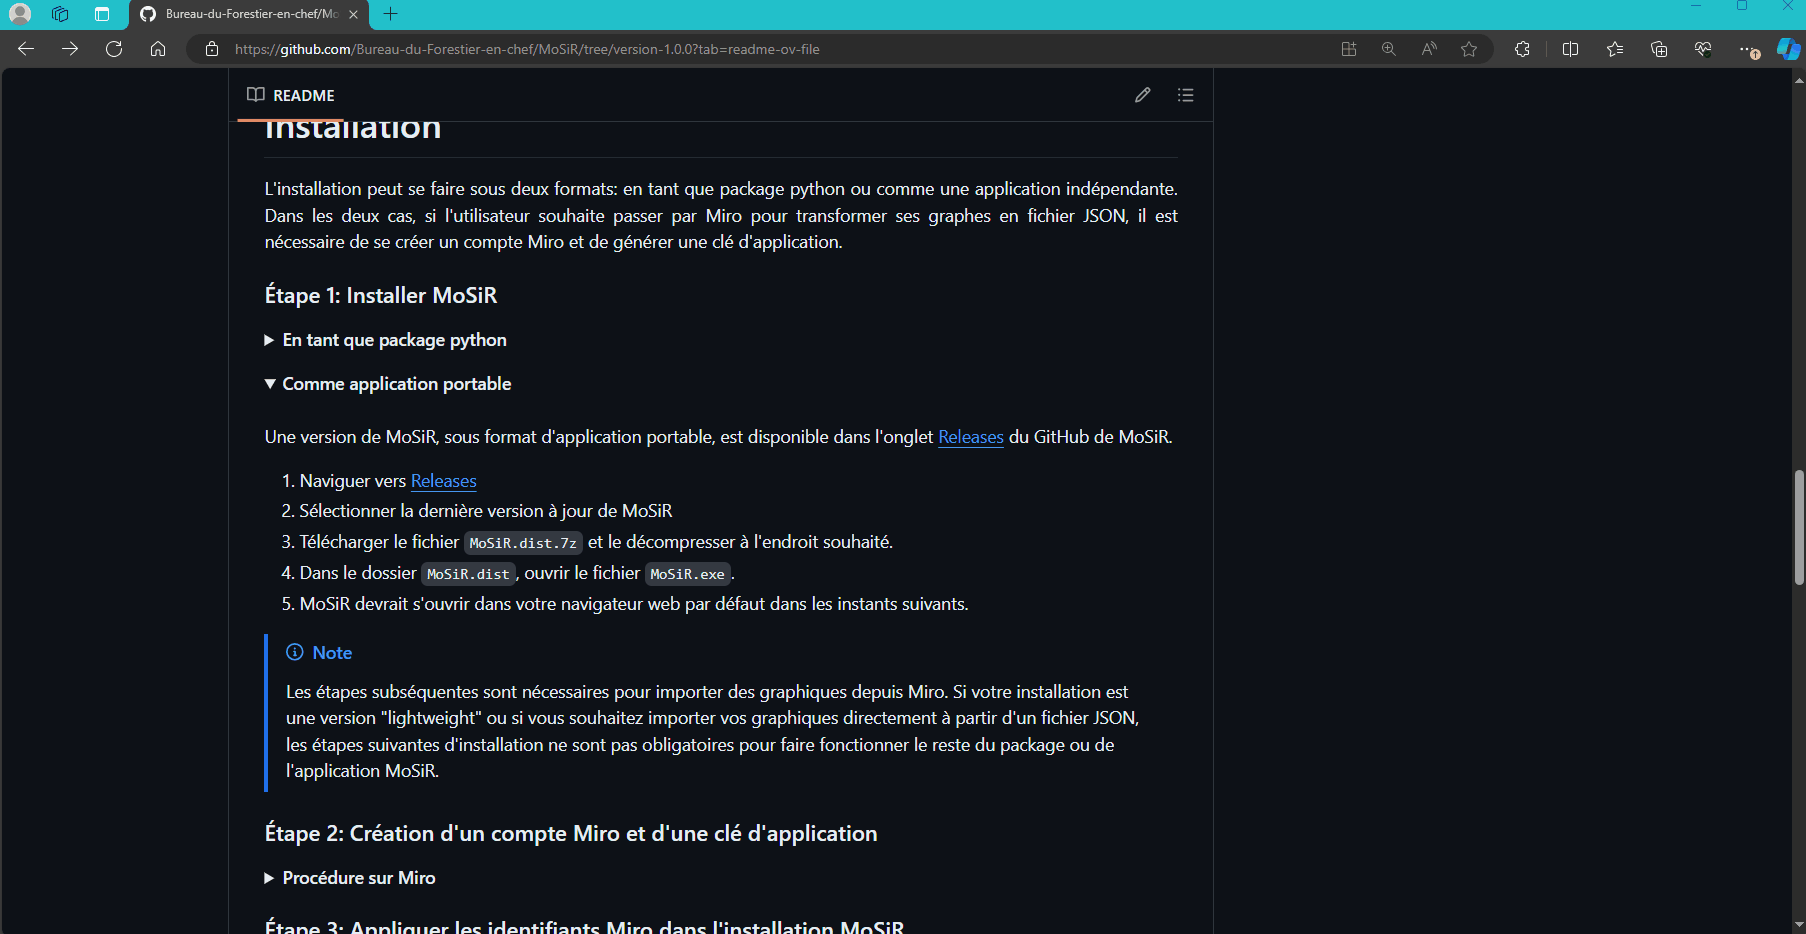 Bureau-du-Forestier-en-chef/Mo
https://github.com/Bureau-du-Forestier-en-chef/MoSiR/tree/version-1.0.0?tab=readme-ov-file
README
Installation
L'installation peut se faire sous deux formats: en tant que package python ou comme une application indépendante.
Dans les deux cas, si l'utilisateur souhaite passer par Miro pour transformer ses graphes en fichier JSON, il est
nécessaire de se créer un compte Miro et de générer une clé d'application.
Étape 1: Installer MoSiR
En tant que package python
Comme application portable
Une version de MoSiR, sous format d'application portable, est disponible dans l'onglet Releases du GitHub de MoSiR.
1. Naviguer vers Releases
2. Sélectionner la dernière version à jour de MoSiR
3. Télécharger le fichier MoSiR.dist.7z et le décompresser à l'endroit souhaité.
4. Dans le dossier MoSiR.dist, ouvrir le fichier MoSiR.exe.
5. MoSiR devrait s'ouvrir dans votre navigateur web par défaut dans les instants suivants.
Note
Les étapes subséquentes sont nécessaires pour importer des graphiques depuis Miro. Si votre installation est
une version "lightweight" ou si vous souhaitez importer vos graphiques directement à partir d'un fichier JSON,
les étapes suivantes d'installation ne sont pas obligatoires pour faire fonctionner le reste du package ou de
l'application MoSiR.
Étape 2: Création d'un compte Miro et d'une clé d'application
Procédure sur Miro
Étape 3: Appliquer les identifiants Miro dans l'installation MoSiR